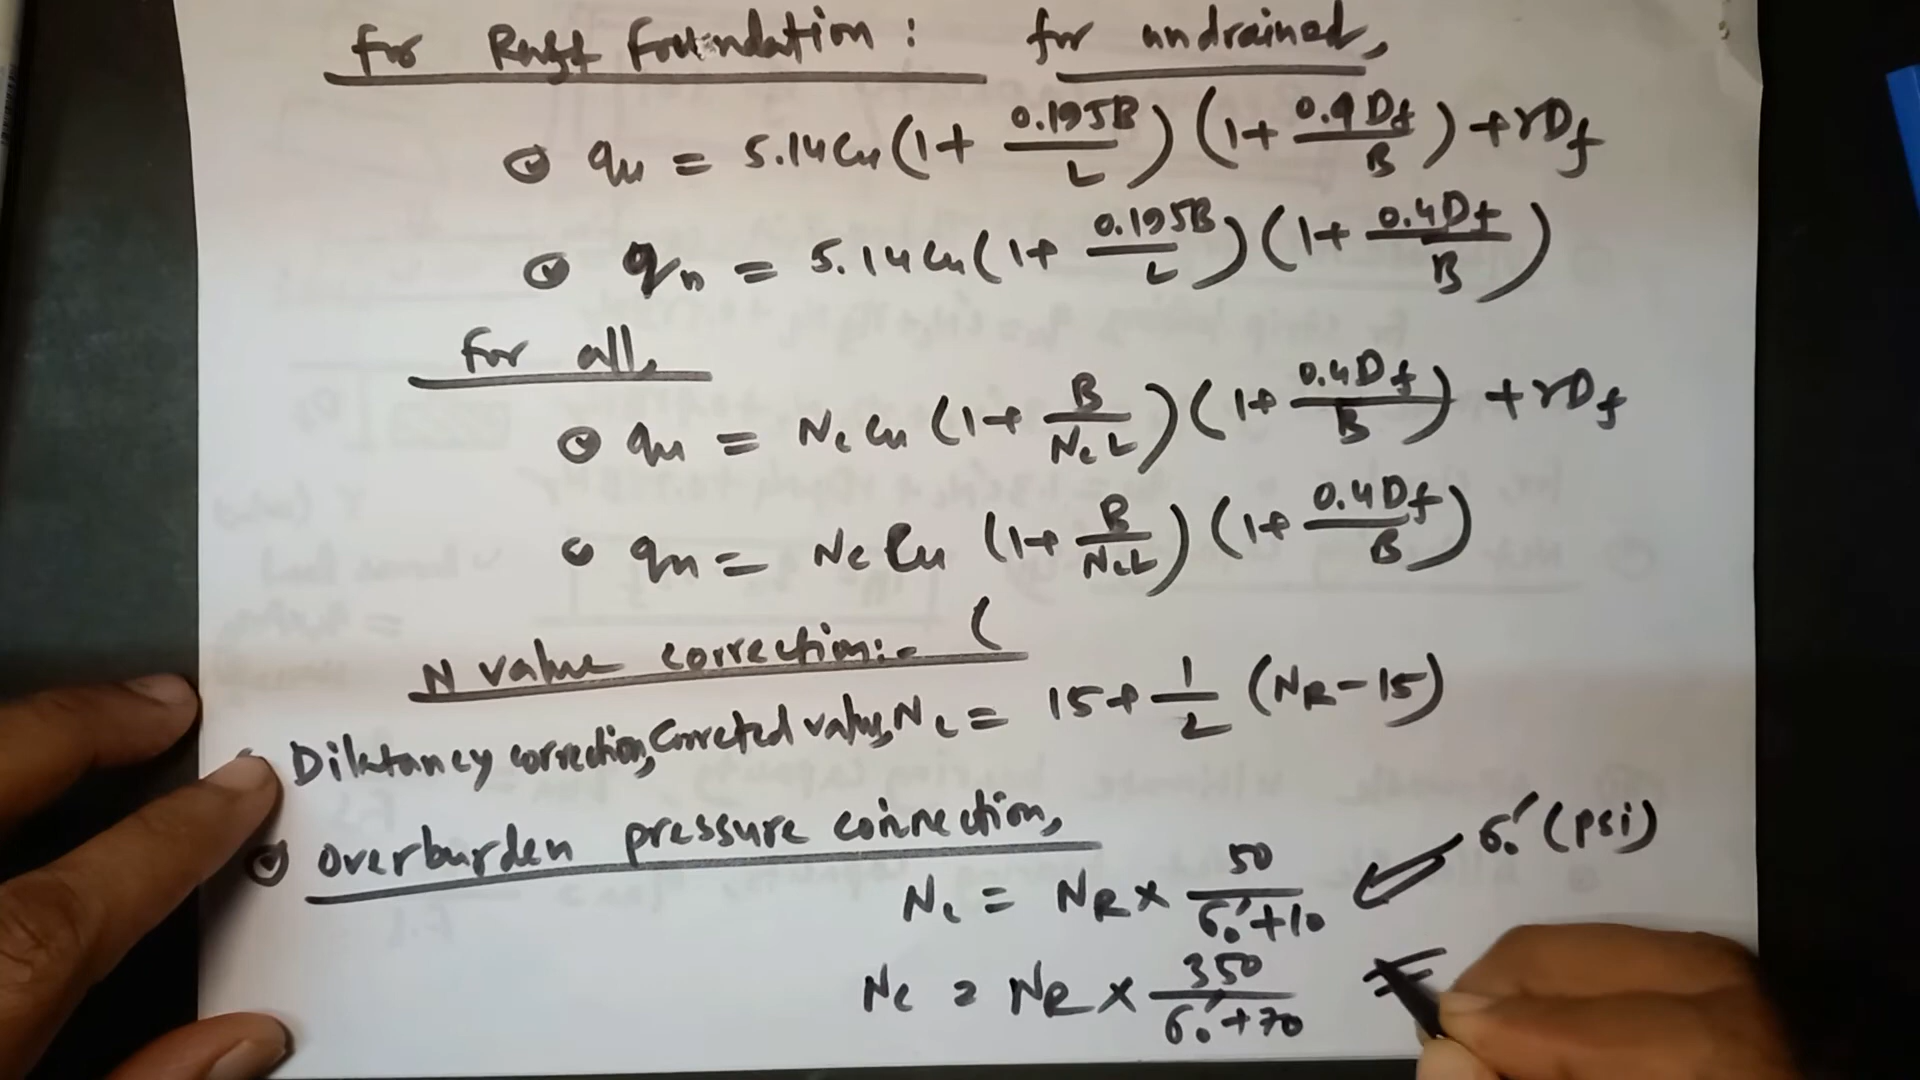 For Raft Foundation: for undrained,
qu = 5.14cu(1+ 0.195B/L)(1+ 0.4Df/B)+γDf
qn = 5.14cu(1+ 0.195B/L)(1+ 0.4Df/B)
for all,
qu = Nc cu (1+ B/NcL)(1+ 0.4Df/B) +γDf
qn = Nc cu (1+ B/NcL)(1+ 0.4Df/B)
N value correction:- (
Dilatancy correction, Corrected value, Nc = 15+ 1/2 (NR-15)
overburden pressure correction,
Nc = NR× 50/σo'+10 σo' (psi)
Nc = NR× 350/σo'+70